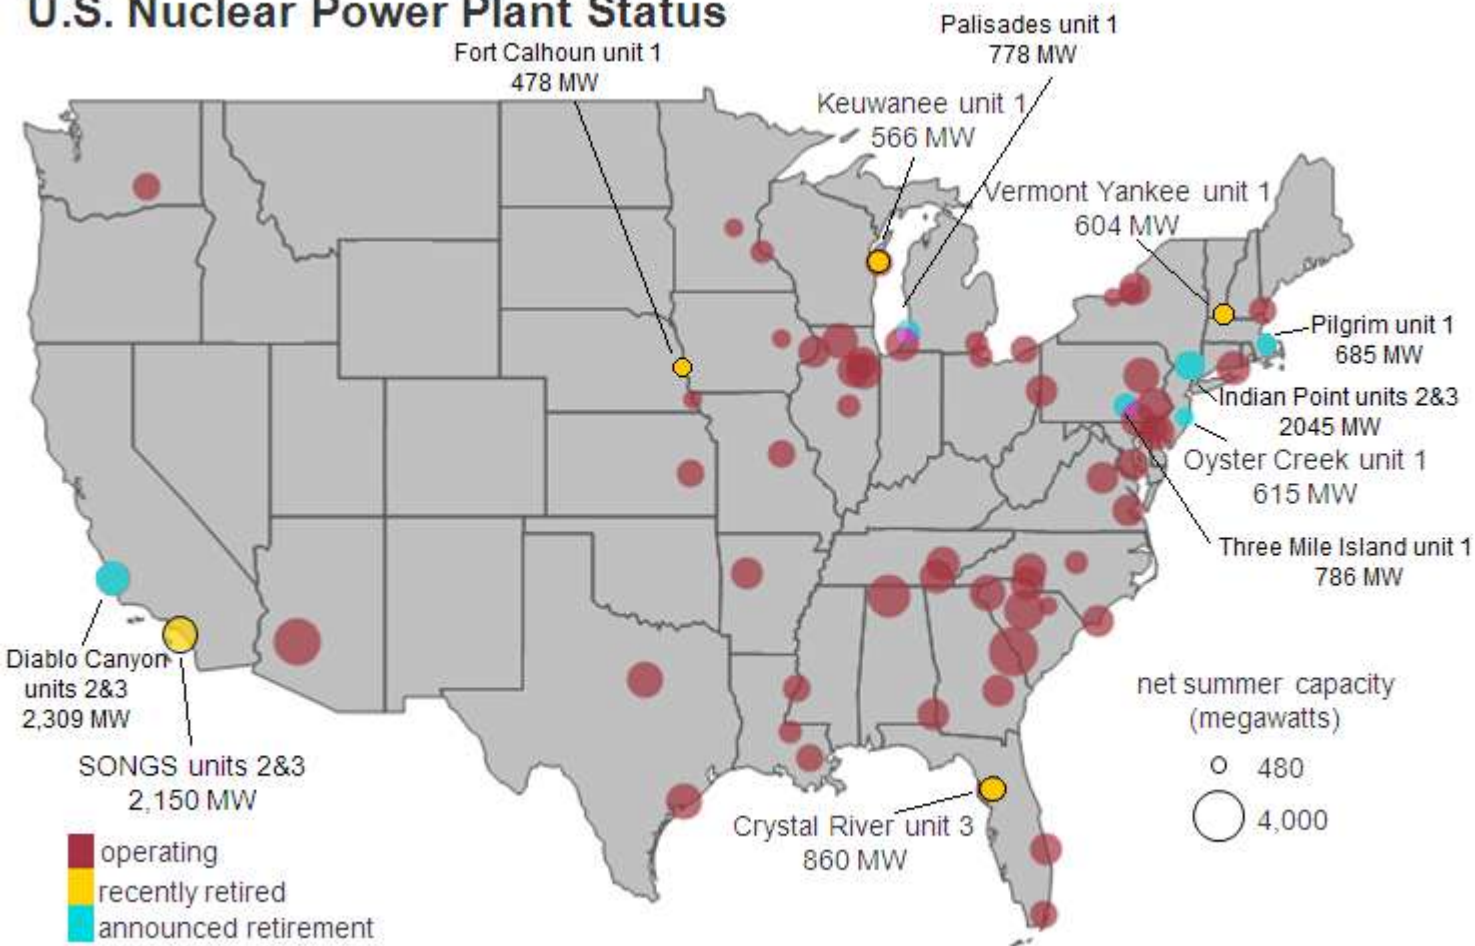 U.S. Nuclear Power Plant Status
Palisades unit 1
778 MW
Fort Calhoun unit 1
478 MW
Keuwanee unit 1
566 MW
Vermont Yankee unit 1
604 MW
Pilgrim unit 1
685 MW
Indian Point units 2&3
2045 MW
Oyster Creek unit 1
615 MW
Three Mile Island unit 1
786 MW
Diablo Canyon
units 2&3
2,309 MW
SONGS units 2&3
2,150 MW
Crystal River unit 3
860 MW
net summer capacity
(megawatts)
480
4,000
operating
recently retired
announced retirement